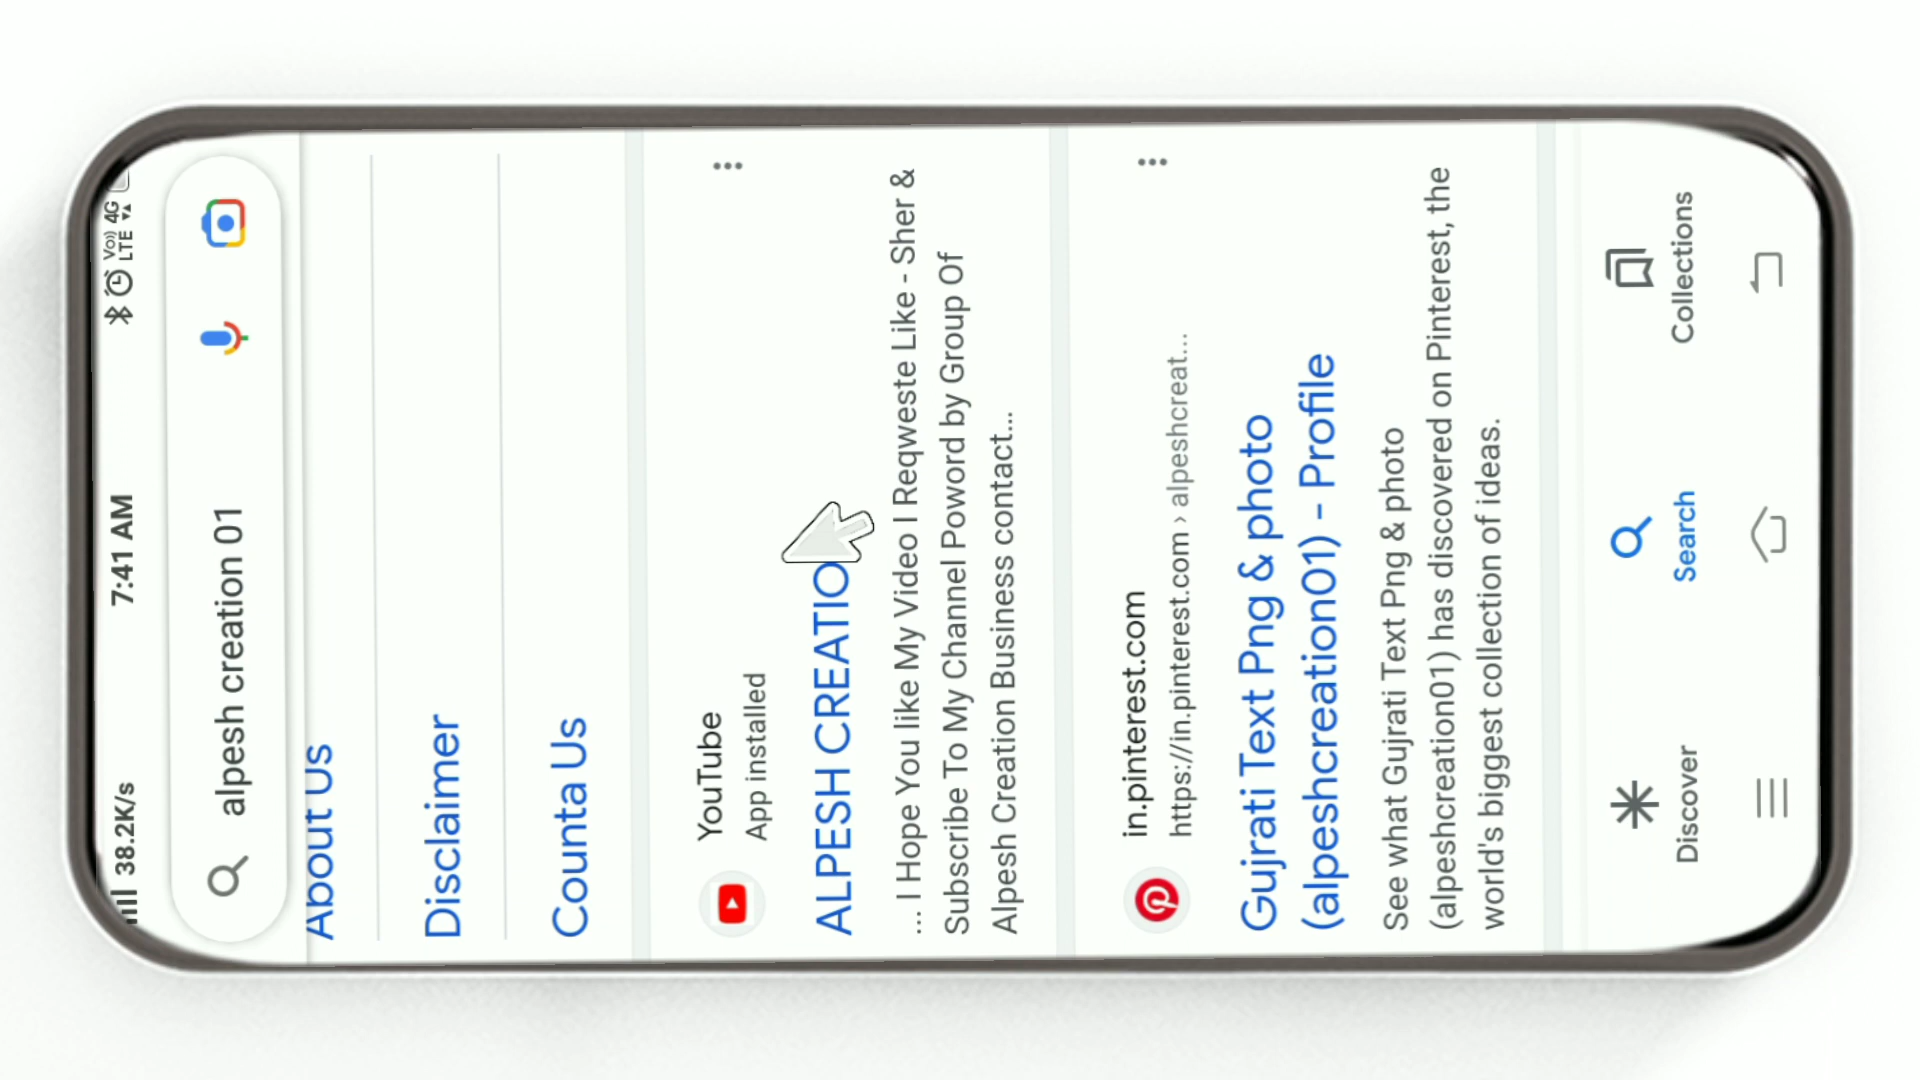 38.2K/s
7:41 AM
Vo)) 4G
LTE
alpesh creation 01
About Us
Disclaimer
Counta Us
YouTube
App installed
ALPESH CREATIO
... I Hope You like My Video I Reqweste Like - Sher &
Subscribe To My Channel Poword by Group Of
Alpesh Creation Business contact...
in.pinterest.com
https://in.pinterest.com › alpeshcreat...
Gujrati Text Png & photo
(alpeshcreation01) – Profile
See what Gujrati Text Png & photo
(alpeshcreation01) has discovered on Pinterest, the
world's biggest collection of ideas.
Discover
Search
Collections